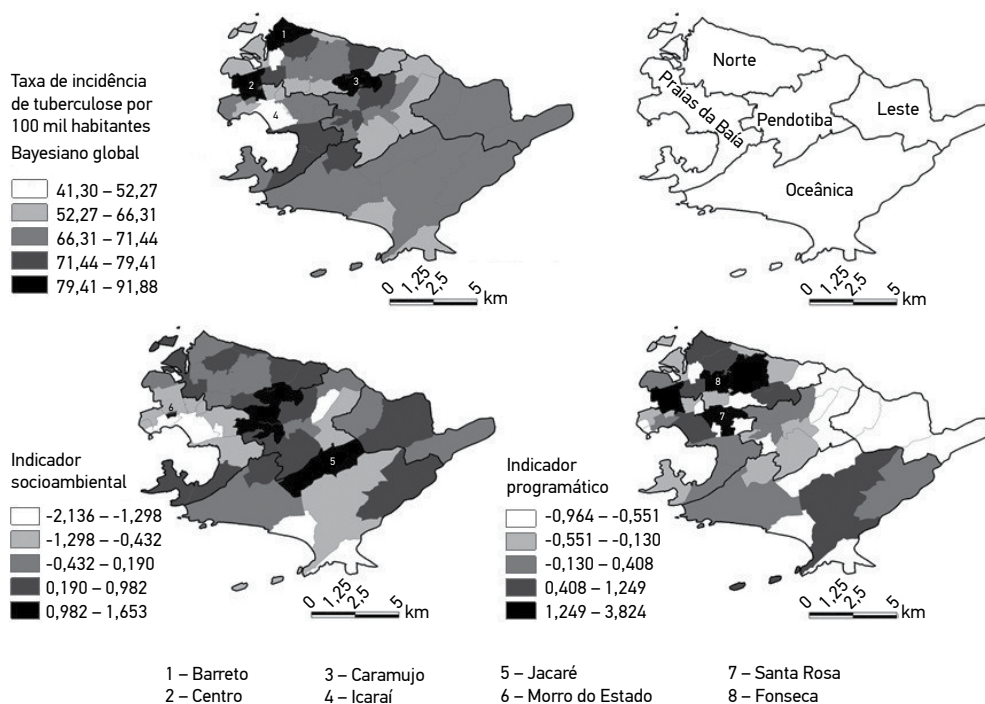 Taxa de incidência
de tuberculose por
100 mil habitantes
Bayesiano global
41,30 – 52,27
52,27 – 66,31
66,31 – 71,44
71,44 – 79,41
79,41 – 91,88
1
2
3
4
0 1,25 2,5 5 km
Norte
Praias da Baía
Pendotiba
Leste
Oceânica
0 1,25 2,5 5 km
Indicador
socioambiental
-2,136 – -1,298
-1,298 – -0,432
-0,432 – 0,190
0,190 – 0,982
0,982 – 1,653
6
5
0 1,25 2,5 5 km
Indicador
programático
-0,964 – -0,551
-0,551 – -0,130
-0,130 – 0,408
0,408 – 1,249
1,249 – 3,824
8
7
0 1,25 2,5 5 km
1 – Barreto
2 – Centro
3 – Caramujo
4 – Icaraí
5 – Jacaré
6 – Morro do Estado
7 – Santa Rosa
8 – Fonseca